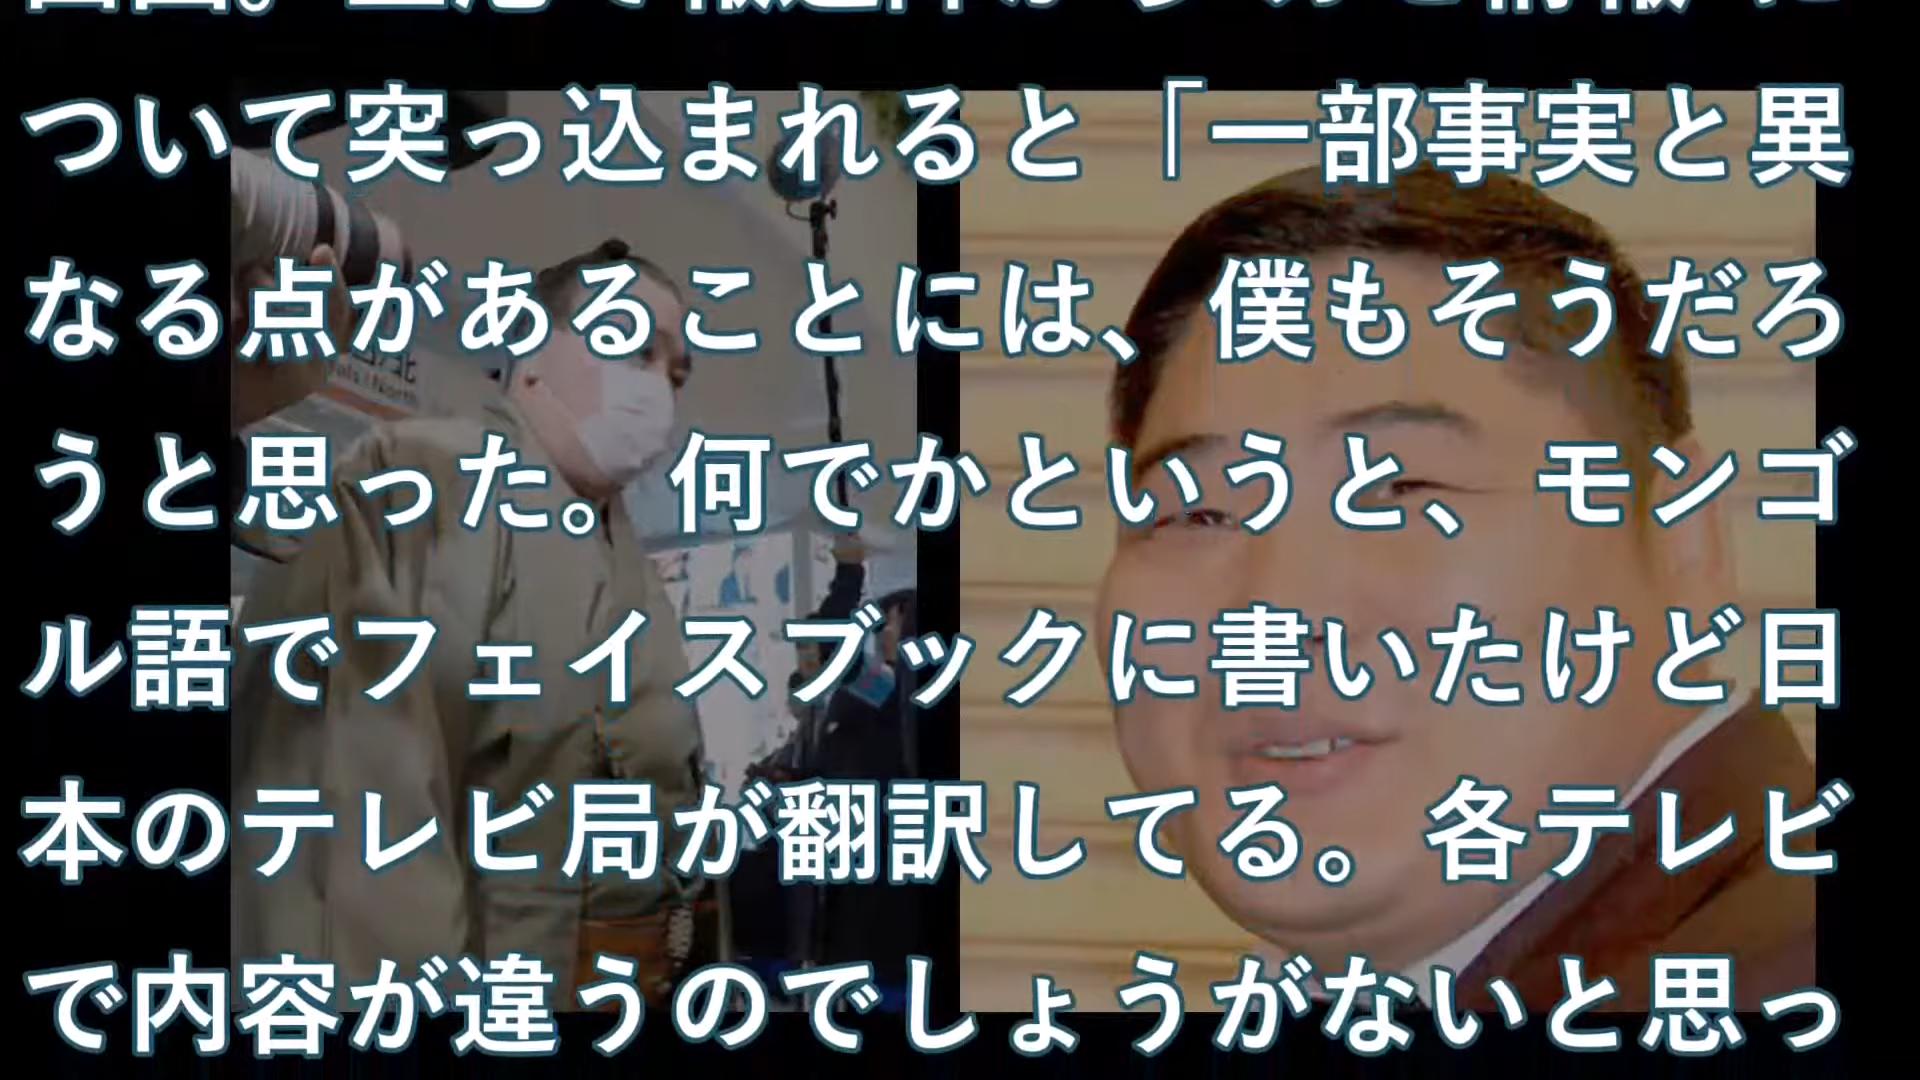 ついて突っ込まれると「一部事実と異
なる点があることには、僕もそうだろ
うと思った。何でかというと、モンゴ
ル語でフェイスブックに書いたけど日
本のテレビ局が翻訳してる。各テレビ
で内容が違うのでしょうがないと思っ